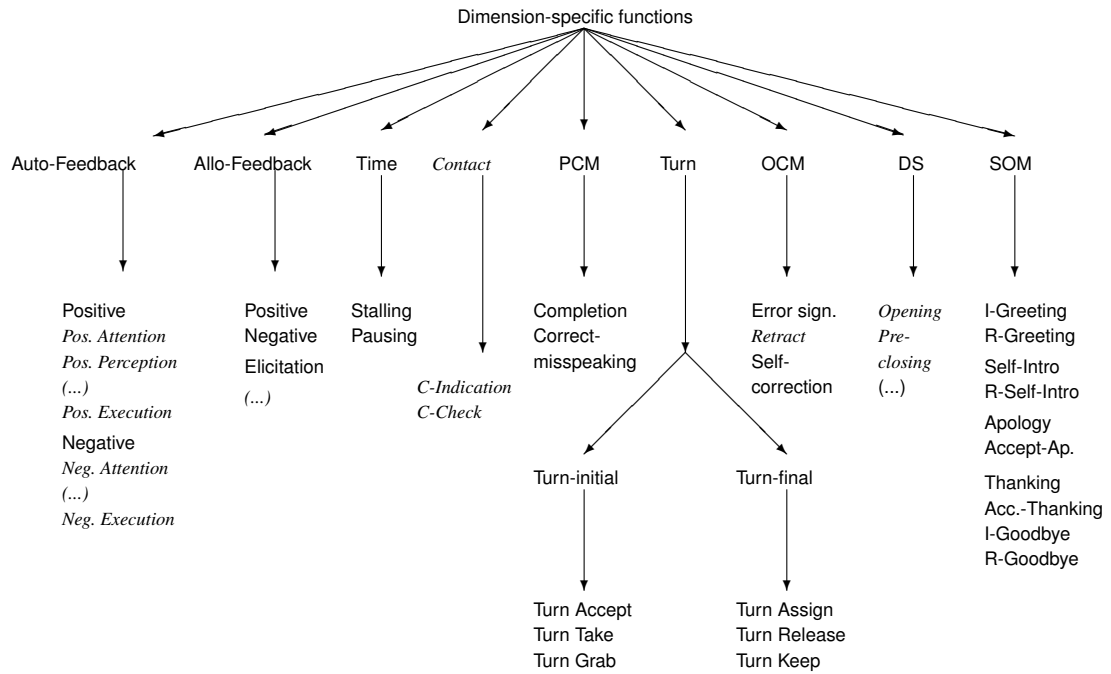 Dimension-specific functions
Auto-Feedback
Allo-Feedback
Time
Contact
PCM
Turn
OCM
DS
SOM
Positive
Pos. Attention
Pos. Perception
(...)
Pos. Execution
Negative
Neg. Attention
(...)
Neg. Execution
Positive
Negative
Elicitation
(...)
Stalling
Pausing
C-Indication
C-Check
Completion
Correct-
misspeaking
Turn-initial
Turn Accept
Turn Take
Turn Grab
Turn-final
Turn Assign
Turn Release
Turn Keep
Error sign.
Retract
Self-
correction
Opening
Pre-
closing
(...)
I-Greeting
R-Greeting
Self-Intro
R-Self-Intro
Apology
Accept-Ap.
Thanking
Acc.-Thanking
I-Goodbye
R-Goodbye